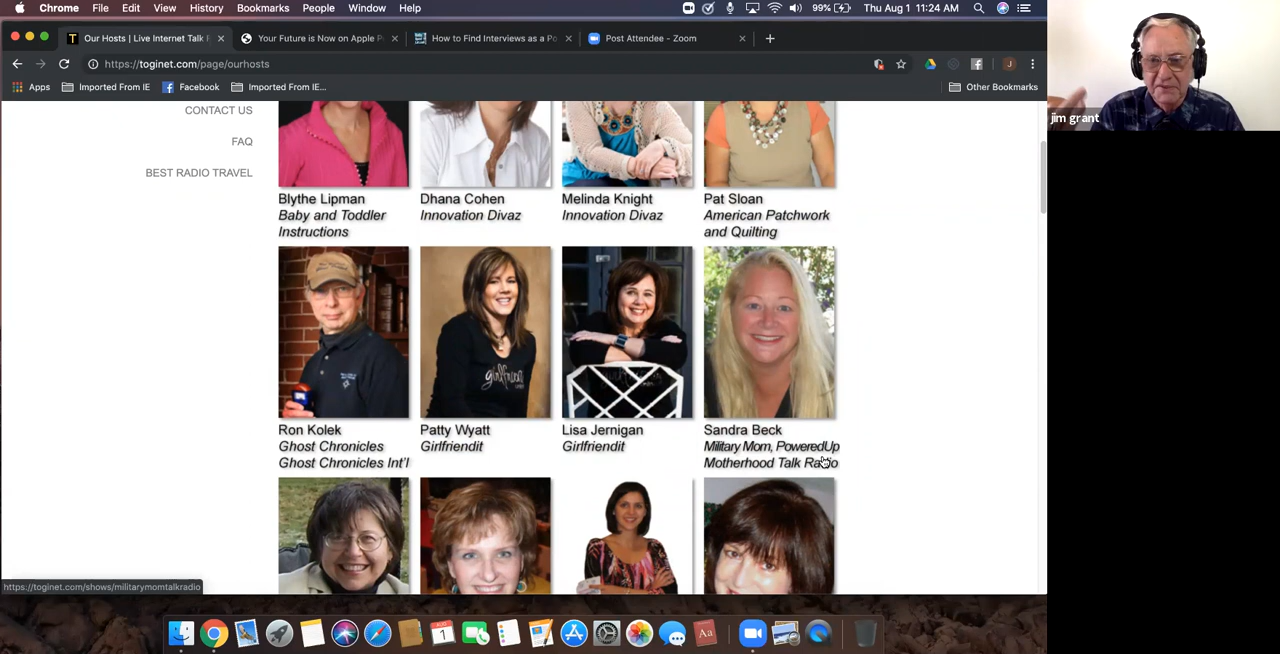 Chrome File Edit View History Bookmarks People Window Help 99% Thu Aug 1 11:24 AM
Our Hosts | Live Internet Talk Your Future is Now on Apple How to Find Interviews as a Post Attendee - Zoom
https://toginet.com/page/ourhosts
Apps Imported From IE Facebook Imported From IE... Other Bookmarks
CONTACT US
FAQ
BEST RADIO TRAVEL
jim grant
Blythe Lipman Dhana Cohen Melinda Knight Pat Sloan
Baby and Toddler Innovation Divaz Innovation Divaz American Patchwork
Instructions and Quilting
girlfriend
Ron Kolek Patty Wyatt Lisa Jernigan Sandra Beck
Ghost Chronicles Girlfriendit Girlfriendit Military Mom, PoweredUp
Ghost Chronicles Int'l Motherhood Talk Radio
https://toginet.com/shows/militarymomtalkradio